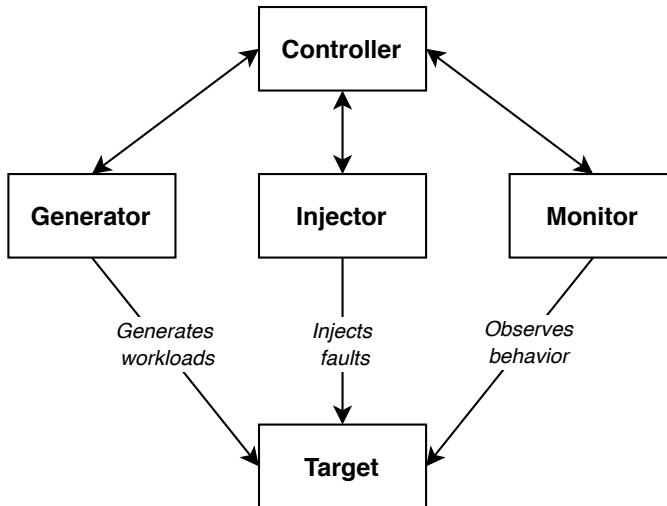 Controller
Generator
Injector
Monitor
Generates
workloads
Injects
faults
Observes
behavior
Target